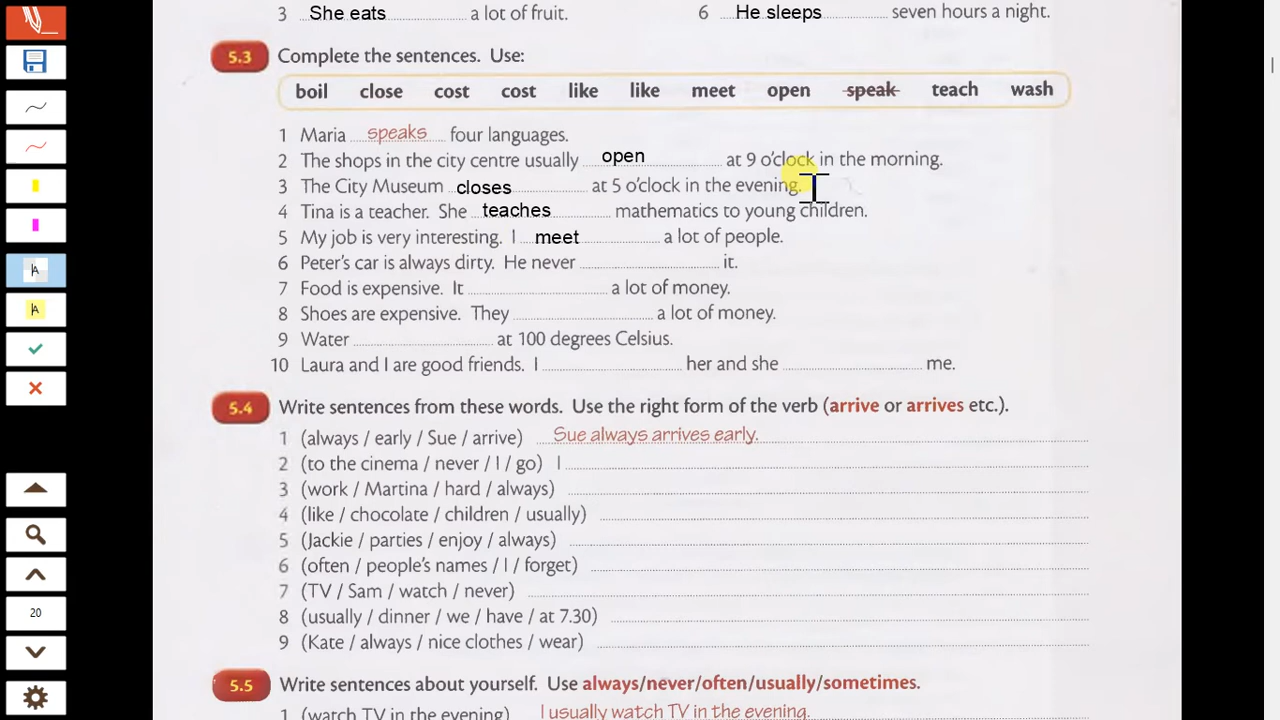 3 She eats a lot of fruit. 6 He sleeps seven hours a night.
5.3 Complete the sentences. Use:
boil close cost cost like like meet open speak teach wash
1 Maria speaks four languages.
2 The shops in the city centre usually open at 9 o'clock in the morning.
3 The City Museum closes at 5 o'clock in the evening.
4 Tina is a teacher. She teaches mathematics to young children.
5 My job is very interesting. I meet a lot of people.
6 Peter's car is always dirty. He never it.
7 Food is expensive. It a lot of money.
8 Shoes are expensive. They a lot of money.
9 Water at 100 degrees Celsius.
10 Laura and I are good friends. I her and she me.
5.4 Write sentences from these words. Use the right form of the verb (arrive or arrives etc.).
1 (always / early / Sue / arrive) Sue always arrives early.
2 (to the cinema / never / I / go) I
3 (work / Martina / hard / always)
4 (like / chocolate / children / usually)
5 (Jackie / parties / enjoy / always)
6 (often / people's names / I / forget)
7 (TV / Sam / watch / never)
8 (usually / dinner / we / have / at 7.30)
9 (Kate / always / nice clothes / wear)
5.5 Write sentences about yourself. Use always/never/often/usually/sometimes.
1 (watch TV in the evening) I usually watch TV in the evening.
A
A
20